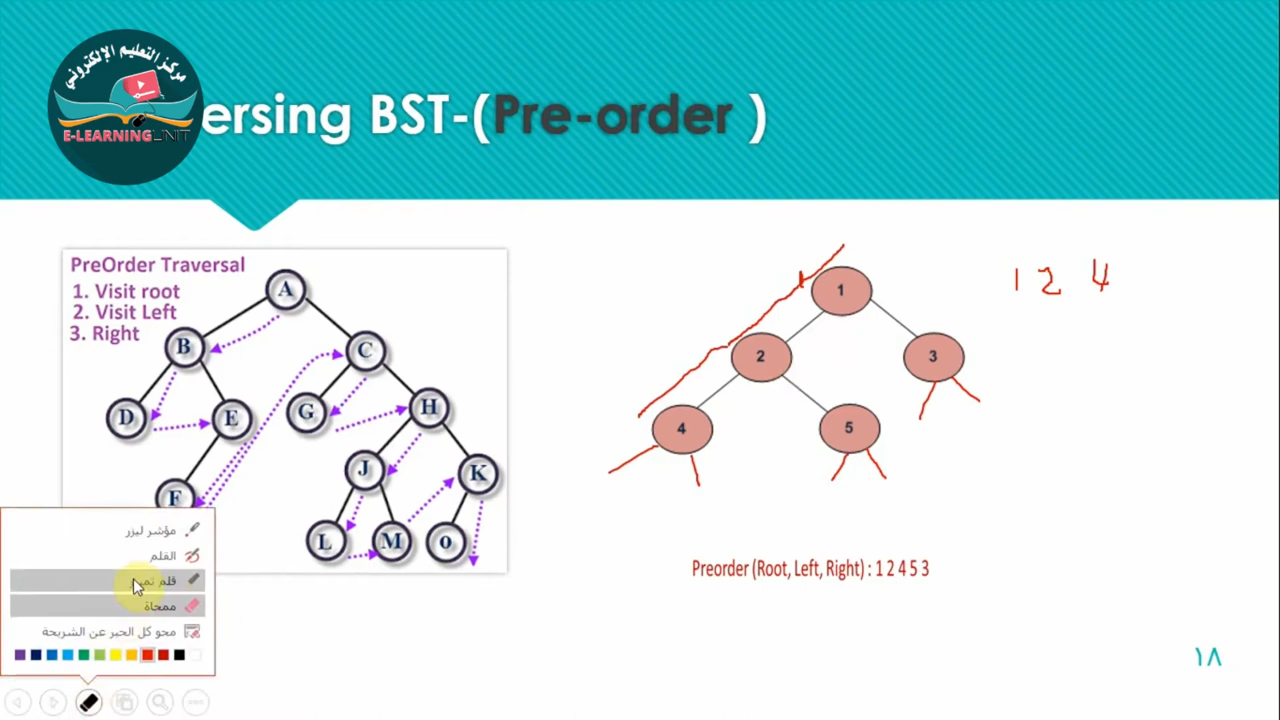 مركز التعليم الإلكتروني
E-LEARNING UNIT
ersing BST-(Pre-order )
PreOrder Traversal
1. Visit root
2. Visit Left
3. Right
A
B
C
D
E
G
H
F
J
K
L
M
o
1
2
3
4
5
1 2 4
Preorder (Root, Left, Right) : 1 2 4 5 3
مؤشر ليزر
القلم
قلم
ممحاة
محو كل الحبر عن الشريحة
١٨